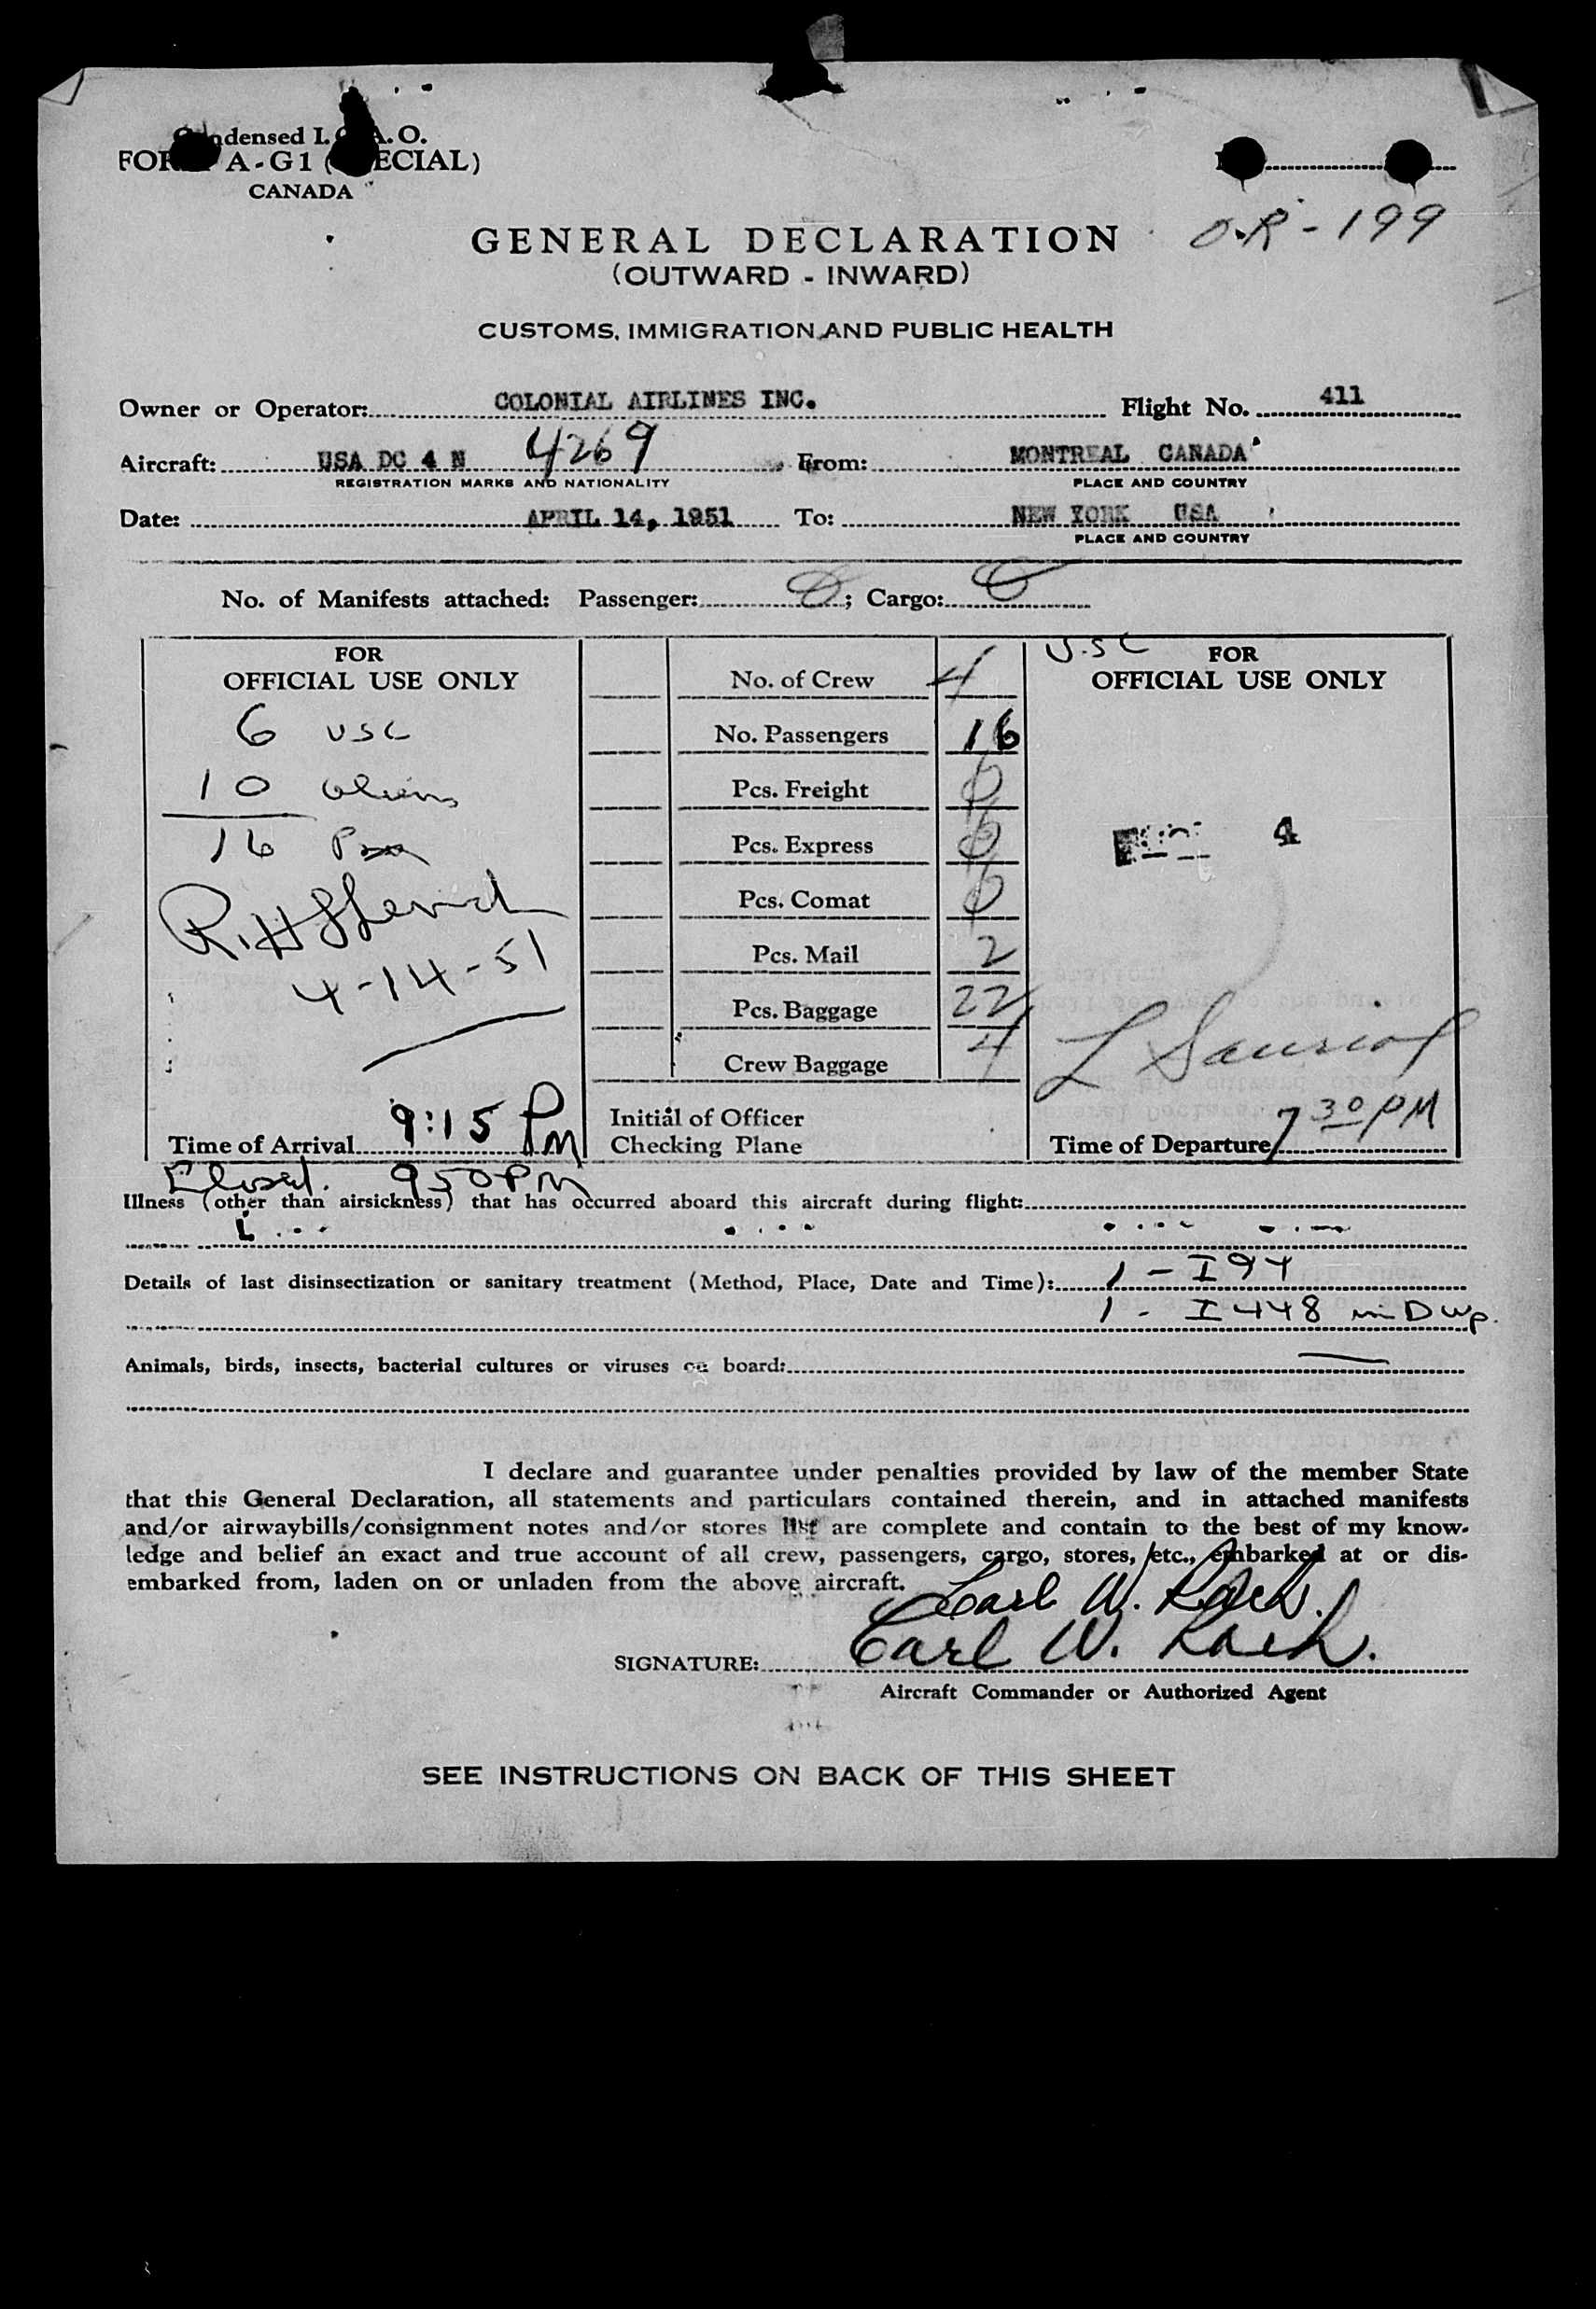 Condensed I.C.A.O.
FORM A-G1 (SPECIAL)
CANADA
O.R-199
GENERAL DECLARATION
(OUTWARD - INWARD)
CUSTOMS, IMMIGRATION AND PUBLIC HEALTH
Owner or Operator: COLONIAL AIRLINES INC. Flight No. 411
Aircraft: USA DC 4 N 4269 From: MONTREAL CANADA
REGISTRATION MARKS AND NATIONALITY PLACE AND COUNTRY
Date: APRIL 14, 1951 To: NEW YORK USA
PLACE AND COUNTRY
No. of Manifests attached: Passenger: 0; Cargo: 0
FOR
OFFICIAL USE ONLY
6 USC
10 aliens
16 Pax
4-14-51
Time of Arrival 9:15 Pm
Closed. 950 PM
No. of Crew 4
No. Passengers 16
Pcs. Freight 0
Pcs. Express 0
Pcs. Comat 0
Pcs. Mail 2
Pcs. Baggage 22
Crew Baggage 4
Initial of Officer
Checking Plane
U.S.C
FOR
OFFICIAL USE ONLY
4
L Sauriol
Time of Departure 7 30 PM
Illness (other than airsickness) that has occurred aboard this aircraft during flight:
Details of last disinsectization or sanitary treatment (Method, Place, Date and Time): 1 - I 94
1 - I 448
Animals, birds, insects, bacterial cultures or viruses on board:
I declare and guarantee under penalties provided by law of the member State
that this General Declaration, all statements and particulars contained therein, and in attached manifests
and/or airwaybills/consignment notes and/or stores list are complete and contain to the best of my know-
ledge and belief an exact and true account of all crew, passengers, cargo, stores, etc., embarked at or dis-
embarked from, laden on or unladen from the above aircraft.
Carl W.
SIGNATURE: Carl W.
Aircraft Commander or Authorized Agent
SEE INSTRUCTIONS ON BACK OF THIS SHEET